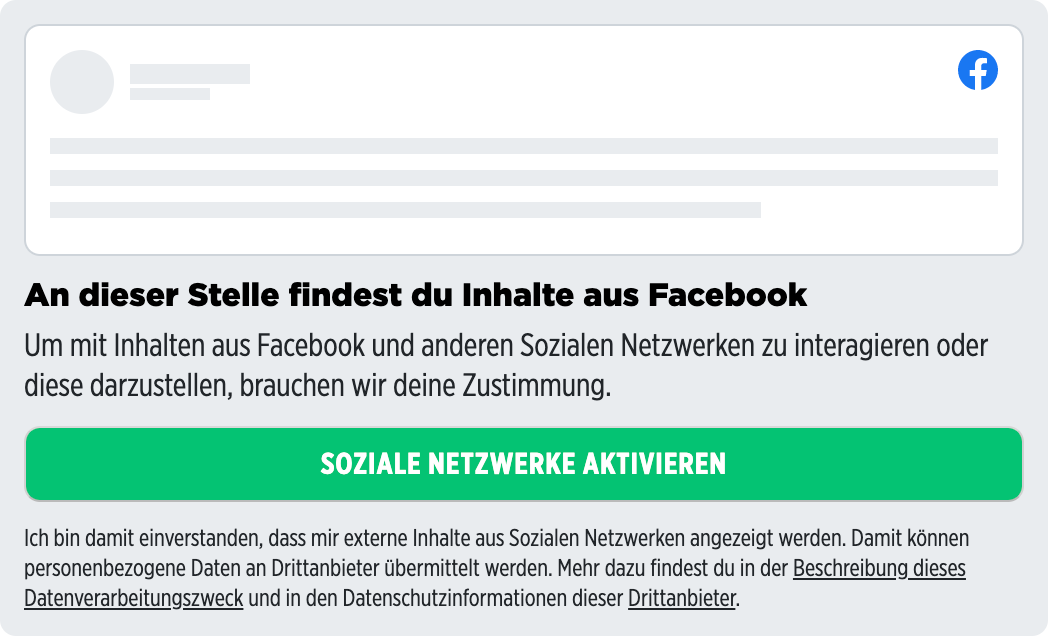 An dieser Stelle findest du Inhalte aus Facebook
Um mit Inhalten aus Facebook und anderen Sozialen Netzwerken zu interagieren oder
diese darzustellen, brauchen wir deine Zustimmung.
SOZIALE NETZWERKE AKTIVIEREN
Ich bin damit einverstanden, dass mir externe Inhalte aus Sozialen Netzwerken angezeigt werden. Damit können
personenbezogene Daten an Drittanbieter übermittelt werden. Mehr dazu findest du in der Beschreibung dieses
Datenverarbeitungszweck und in den Datenschutzinformationen dieser Drittanbieter.